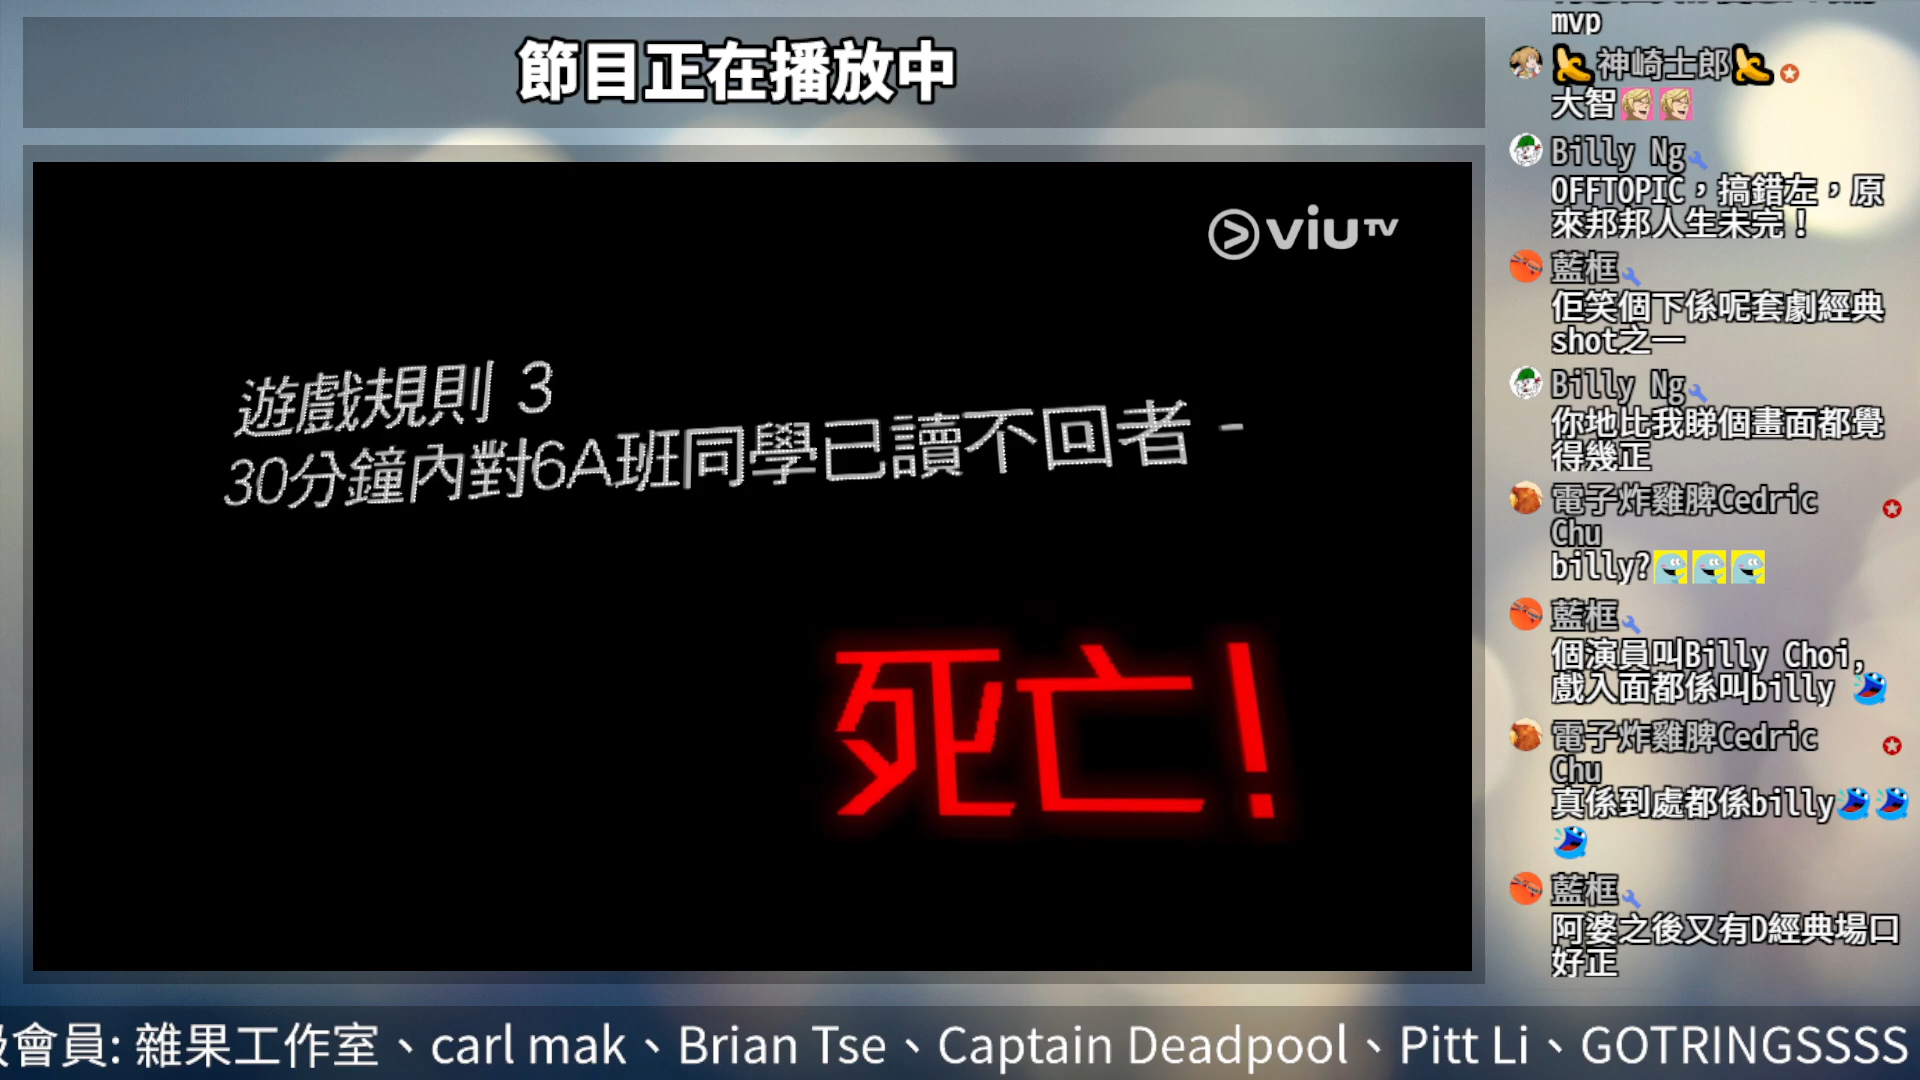 節目正在播放中
viuTV
遊戲規則 3
30分鐘內對6A班同學已讀不回者 -
死亡!
mvp
神崎士郎
大智
Billy Ng
OFFTOPIC，搞錯左，原
來邦邦人生未完！
藍框
佢笑個下係呢套劇經典
shot之一
Billy Ng
你地比我睇個畫面都覺
得幾正
電子炸雞脾Cedric
Chu
billy?
藍框
個演員叫Billy Choi,
戲入面都係叫billy
電子炸雞脾Cedric
Chu
真係到處都係billy
藍框
阿婆之後又有D經典場口
好正
會員: 雜果工作室、carl mak、Brian Tse、Captain Deadpool、Pitt Li、GOTRINGSSSS